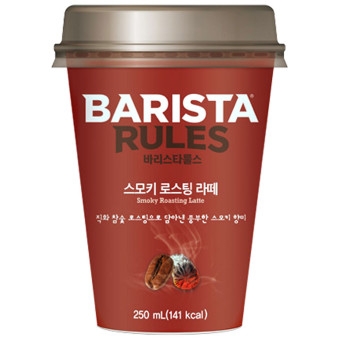 BARISTA®
RULES
바리스타룰스
스모키 로스팅 라떼
Smoky Roasting Latte
직화 참숯 로스팅으로 담아낸 풍부한 스모키 향미
250 mL(141 kcal)